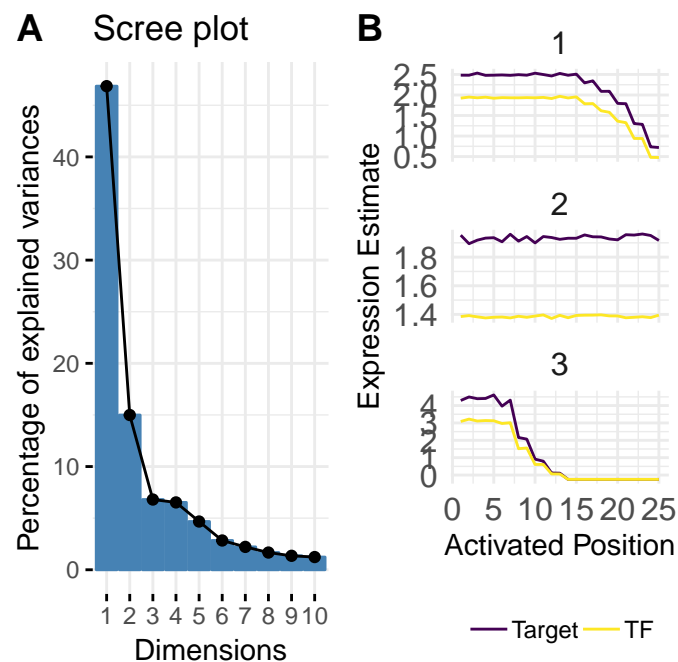 A
Scree plot
Percentage of explained variances
40
30
20
10
0
1 2 3 4 5 6 7 8 9 10
Dimensions
B
Expression Estimate
1
2.5
2.0
1.5
1.0
0.5
2
1.8
1.6
1.4
3
4
3
2
1
0
0 5 10 15 20 25
Activated Position
Target TF